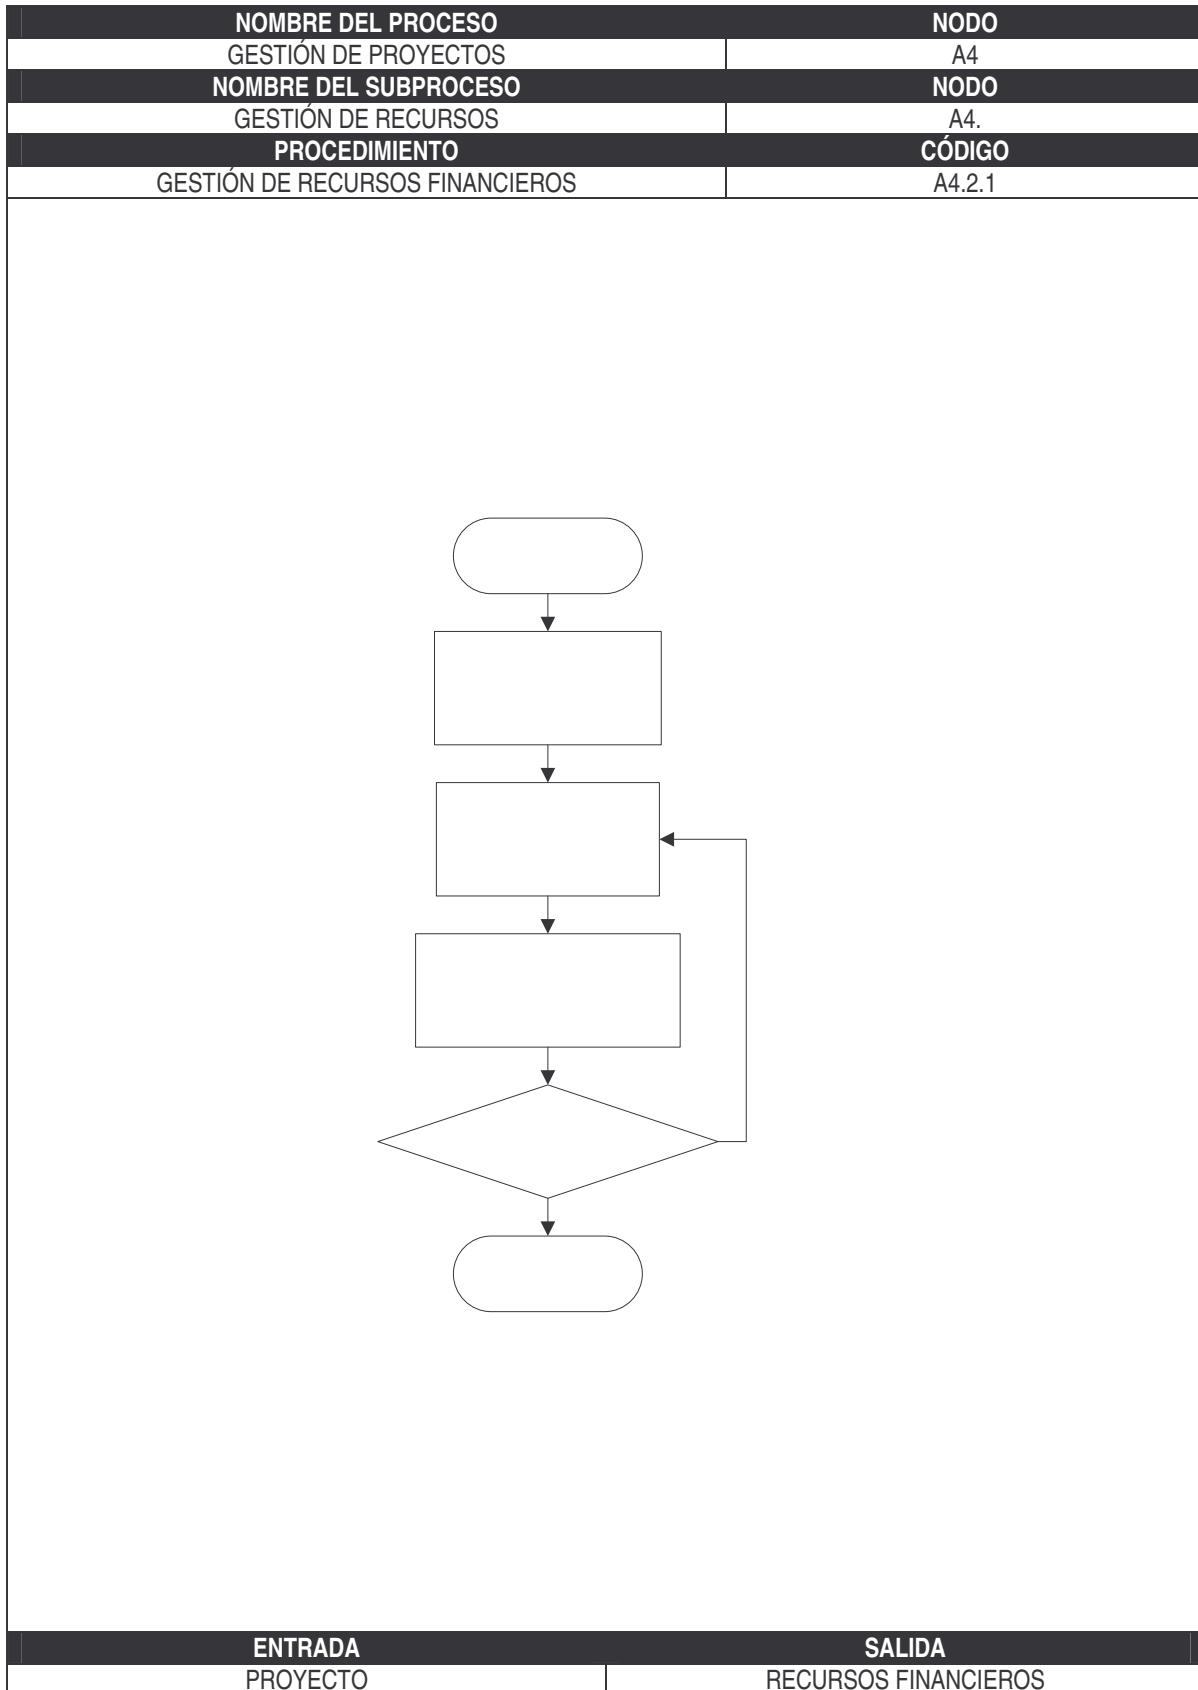 NOMBRE DEL PROCESO NODO
GESTIÓN DE PROYECTOS A4
NOMBRE DEL SUBPROCESO NODO
GESTIÓN DE RECURSOS A4.
PROCEDIMIENTO CÓDIGO
GESTIÓN DE RECURSOS FINANCIEROS A4.2.1
ENTRADA SALIDA
PROYECTO RECURSOS FINANCIEROS